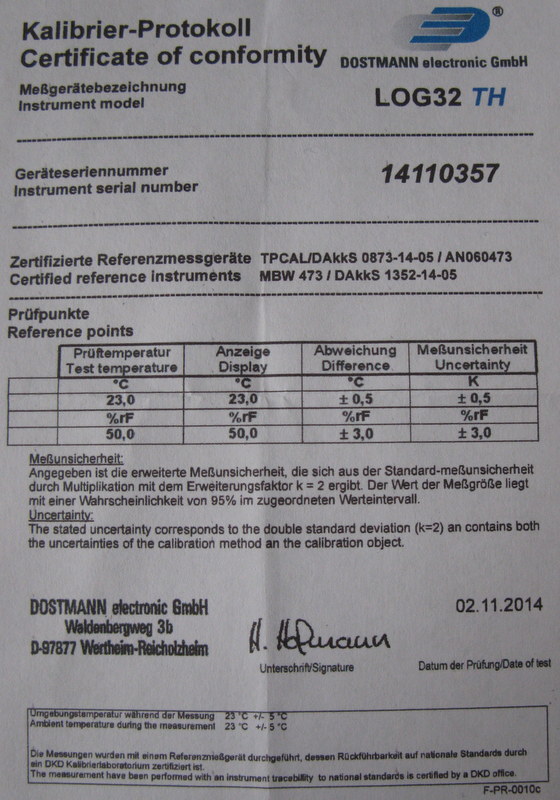 Kalibrier-Protokoll
Certificate of conformity
®
DOSTMANN electronic GmbH
Meßgerätebezeichnung
Instrument model
LOG32 TH
Geräteseriennummer
Instrument serial number
14110357
Zertifizierte Referenzmessgeräte TPCAL/DAkkS 0873-14-05 / AN060473
Certified reference instruments MBW 473 / DAkkS 1352-14-05
Prüfpunkte
Reference points
Prüftemperatur Anzeige Abweichung Meßunsicherheit
Test temperature Display Difference Uncertainty
°C °C °C K
23,0 23,0 ± 0,5 ± 0,5
%rF %rF %rF %rF
50,0 50,0 ± 3,0 ± 3,0
Meßunsicherheit:
Angegeben ist die erweiterte Meßunsicherheit, die sich aus der Standard-meßunsicherheit
durch Multiplikation mit dem Erweiterungsfaktor k = 2 ergibt. Der Wert der Meßgröße liegt
mit einer Wahrscheinlichkeit von 95% im zugeordneten Werteintervall.
Uncertainty:
The stated uncertainty corresponds to the double standard deviation (k=2) an contains both
the uncertainties of the calibration method an the calibration object.
DOSTMANN electronic GmbH
Waldenbergweg 3b
D-97877 Wertheim-Reicholzheim
H. Hofmann
Unterschrift/Signature
02.11.2014
Datum der Prüfung/Date of test
Umgebungstemperatur während der Messung 23 °C +/- 5 °C
Ambient temperature during the measurement 23 °C +/- 5 °C
Die Messungen wurden mit einem Referenzmeßgerät durchgeführt, dessen Rückführbarkeit auf nationale Standards durch
ein DKD Kalibrierlaboratorium zertifiziert ist.
The measurement have been performed with an instrument traceability to national standards is certified by a DKD office.
F-PR-0010c